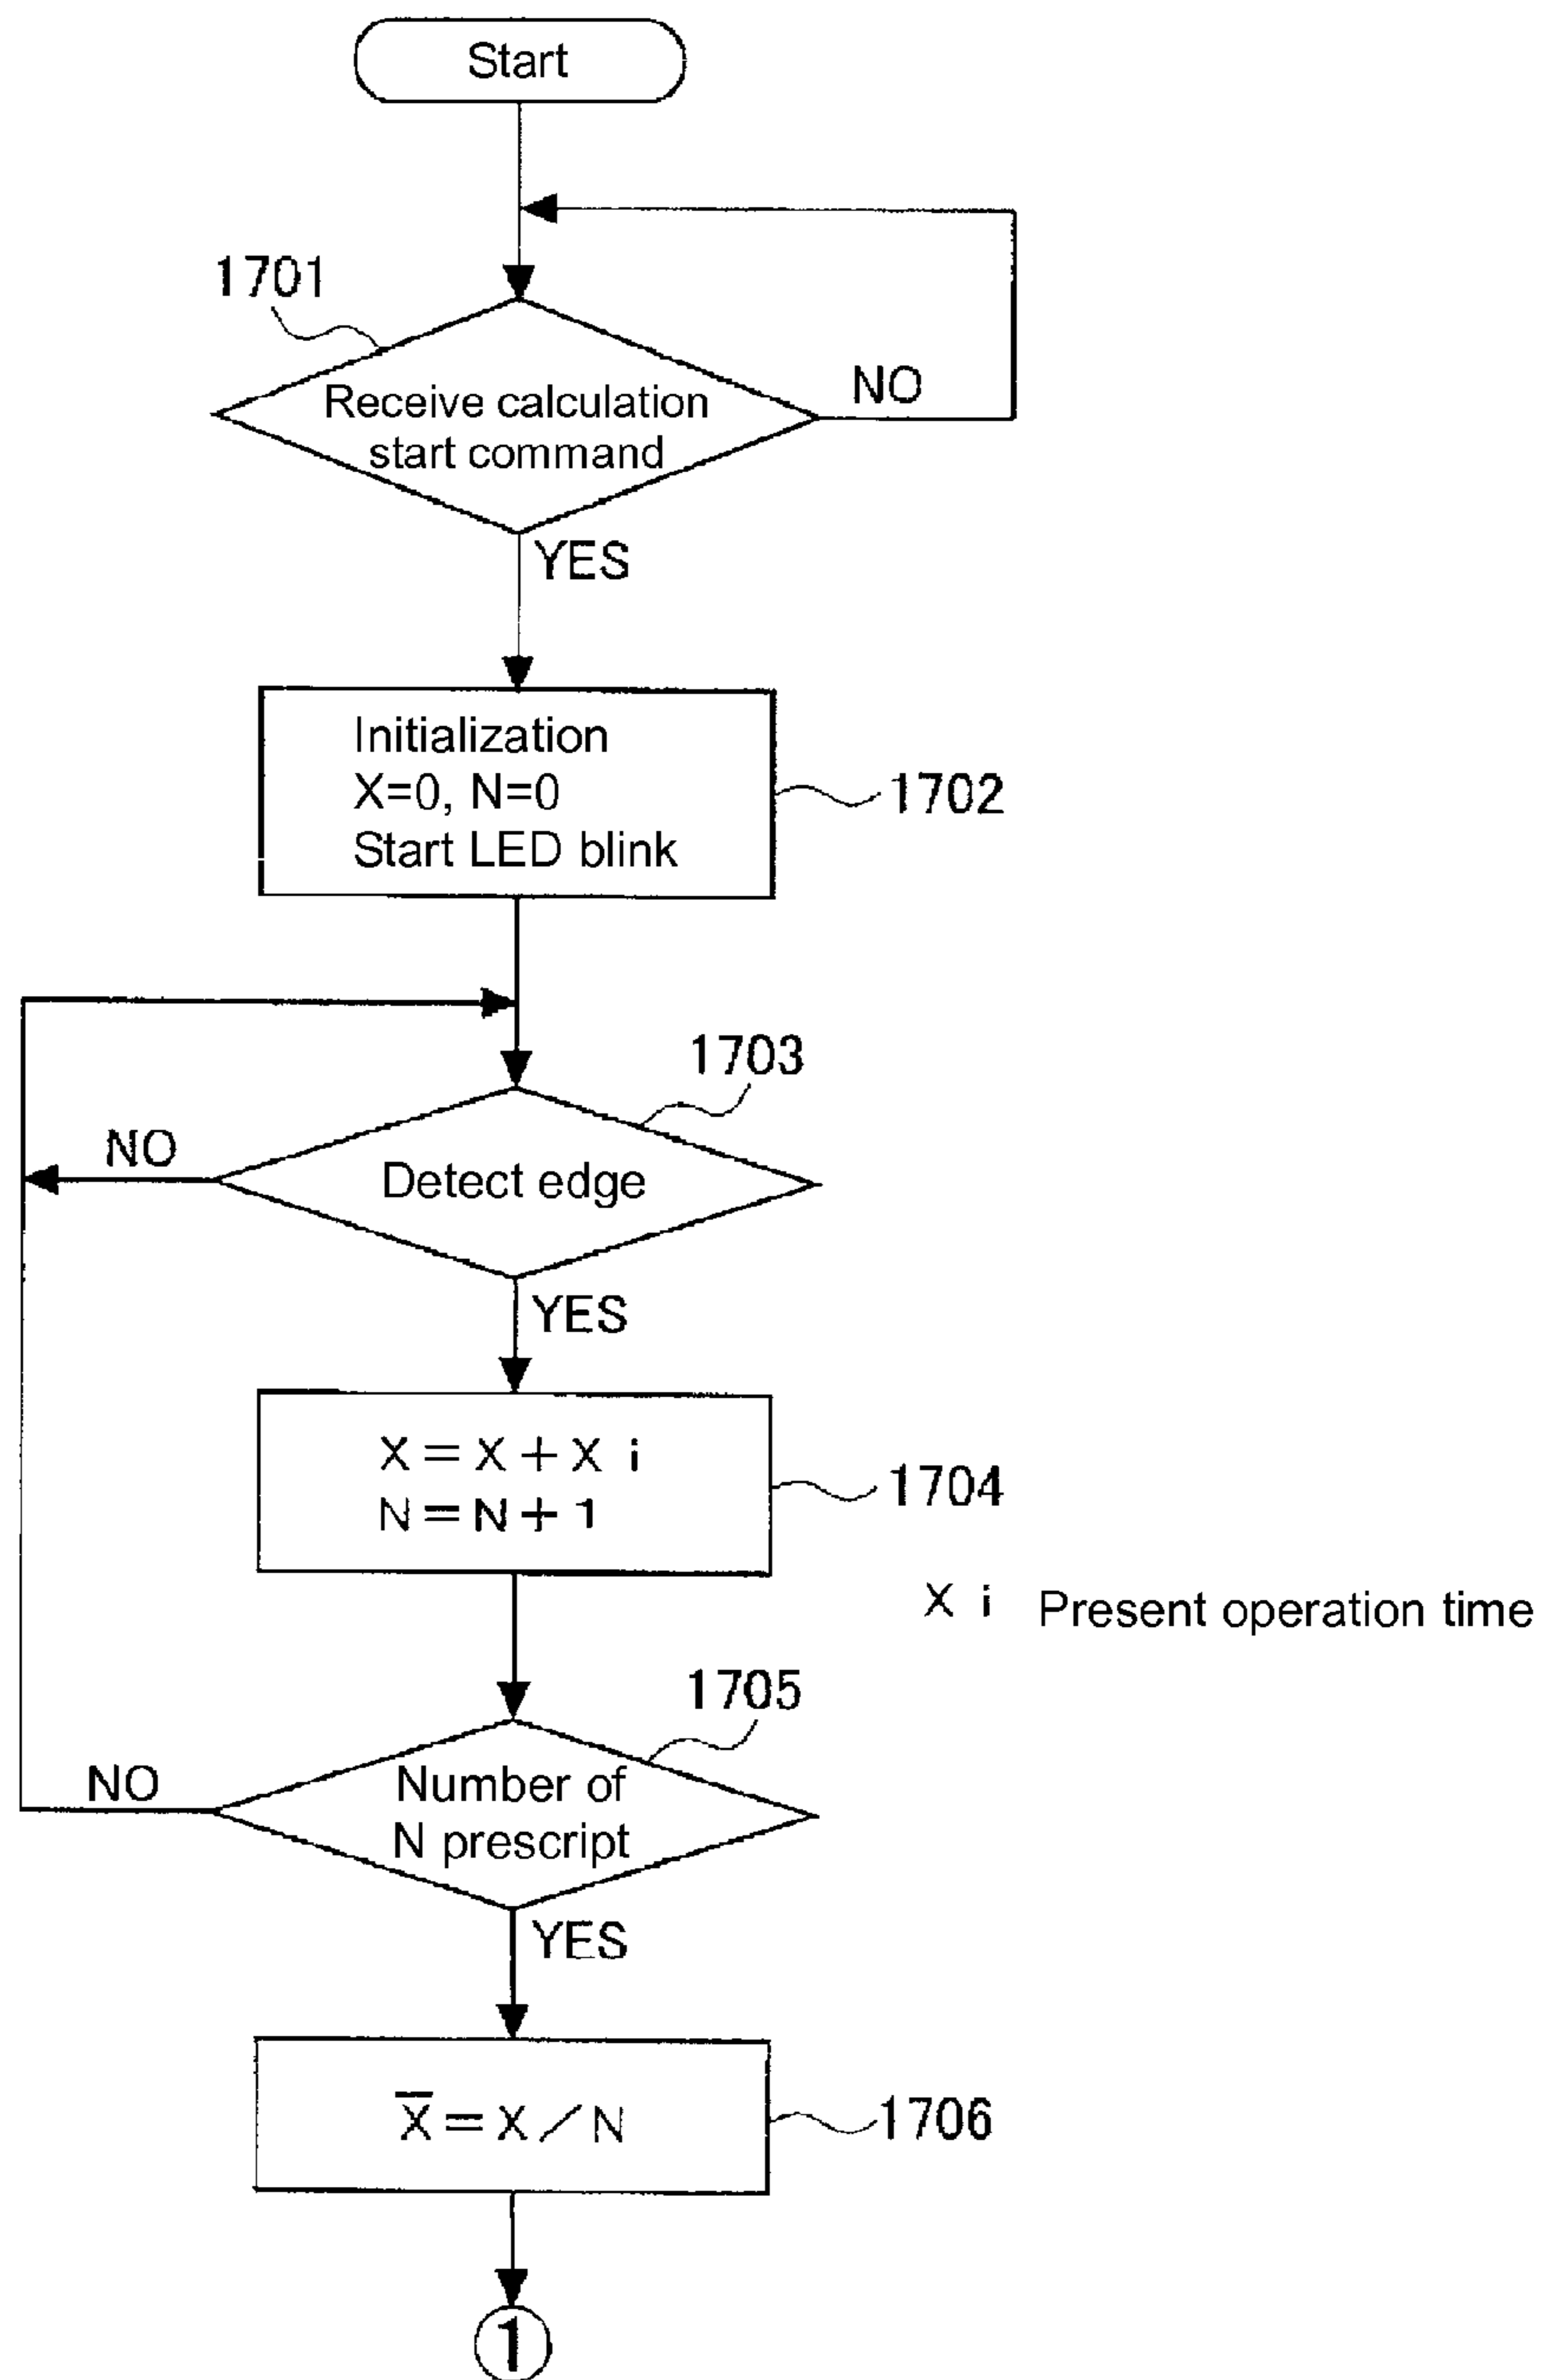 Start
1701
Receive calculation
start command
NO
YES
Initialization
X=0, N=0
Start LED blink
1702
1703
NO
Detect edge
YES
X=X+X i
N=N+1
1704
X i Present operation time
1705
NO
Number of
N prescript
YES
X̅=X/N
1706
1